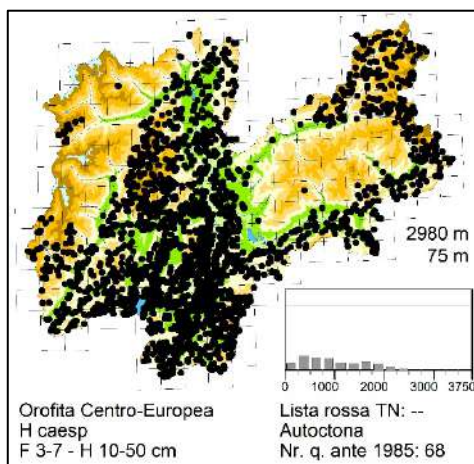 2980 m
75 m
0 1000 2000 3000 3750
Orofita Centro-Europea
H caesp
F 3-7 - H 10-50 cm
Lista rossa TN: --
Autoctona
Nr. q. ante 1985: 68